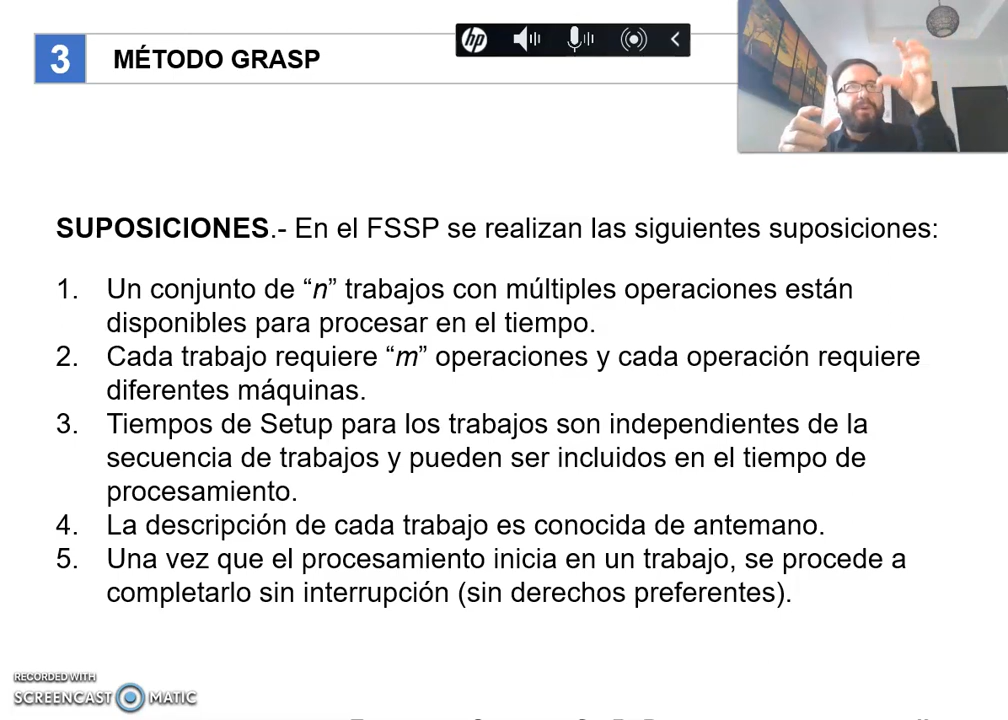 3 MÉTODO GRASP
hp
SUPOSICIONES.- En el FSSP se realizan las siguientes suposiciones:
1. Un conjunto de “n” trabajos con múltiples operaciones están
disponibles para procesar en el tiempo.
2. Cada trabajo requiere “m” operaciones y cada operación requiere
diferentes máquinas.
3. Tiempos de Setup para los trabajos son independientes de la
secuencia de trabajos y pueden ser incluidos en el tiempo de
procesamiento.
4. La descripción de cada trabajo es conocida de antemano.
5. Una vez que el procesamiento inicia en un trabajo, se procede a
completarlo sin interrupción (sin derechos preferentes).
RECORDED WITH
SCREENCAST MATIC